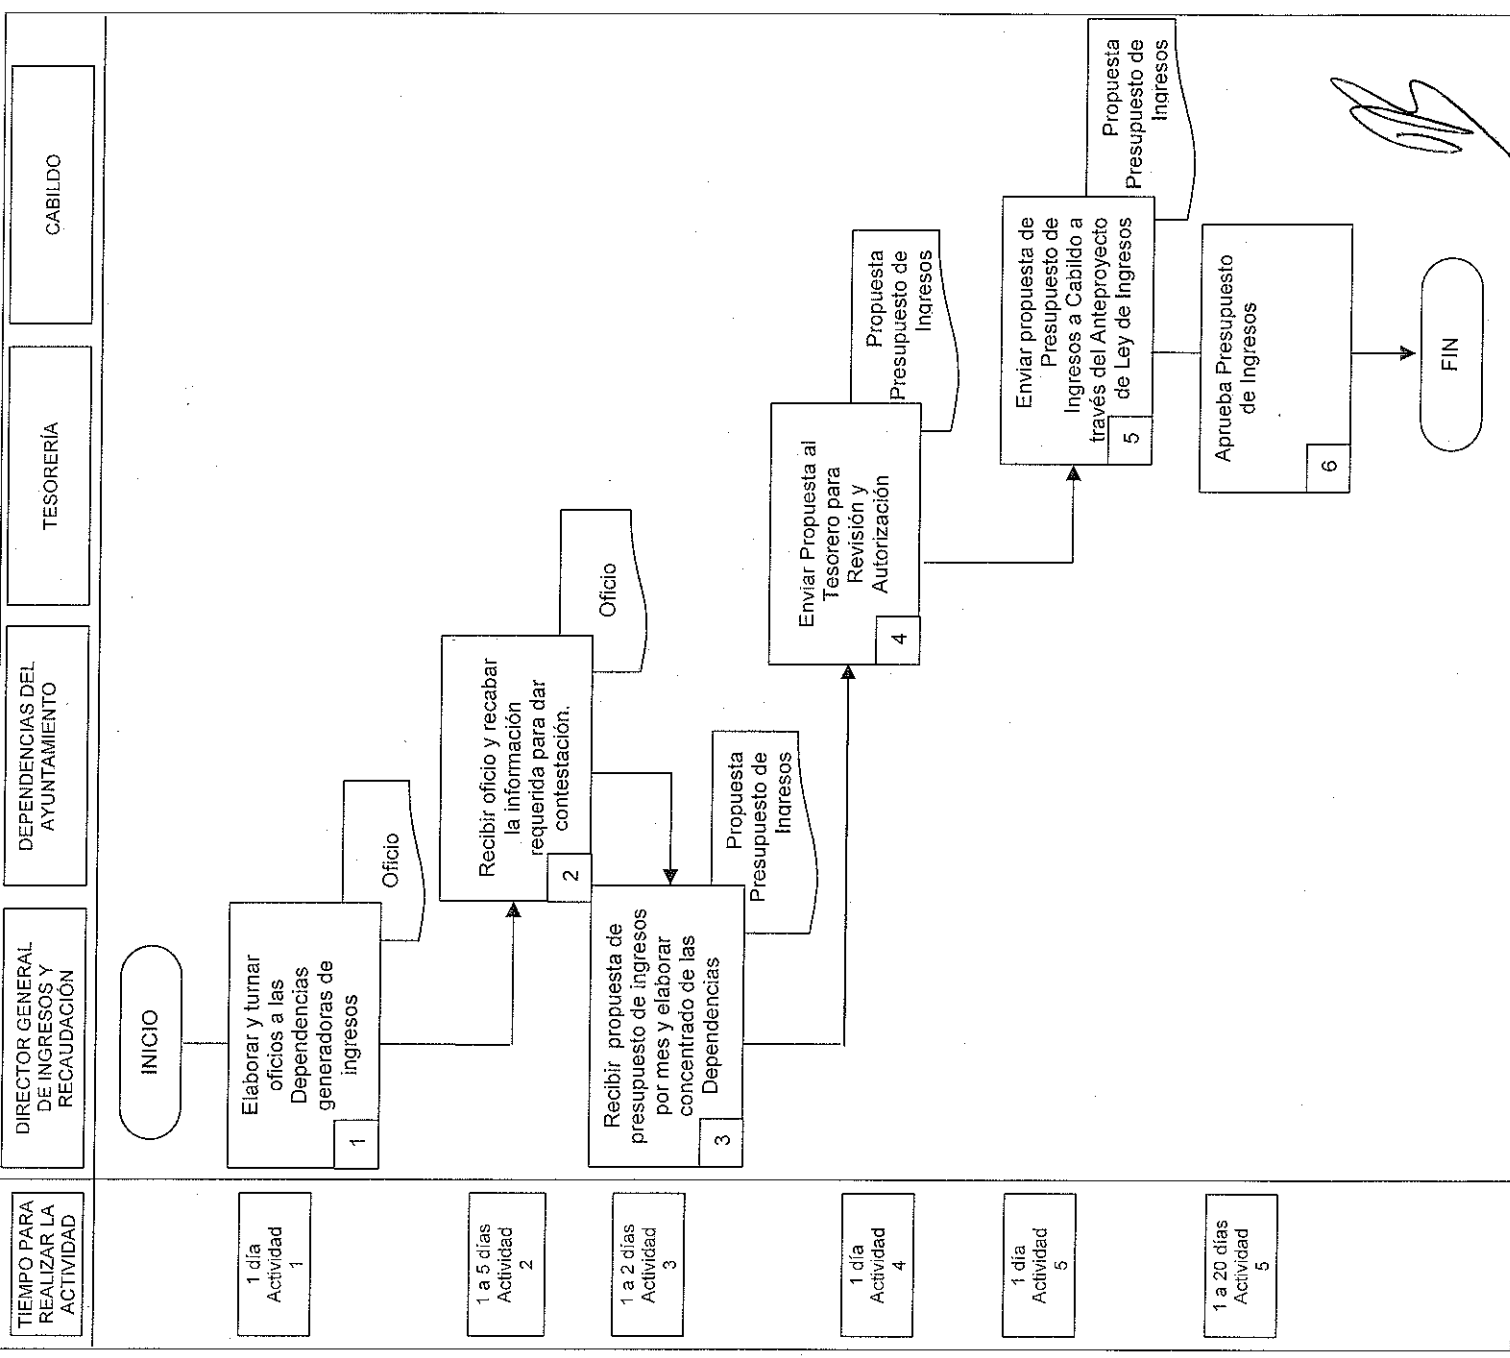 TIEMPO PARA
REALIZAR LA
ACTIVIDAD
DIRECTOR GENERAL
DE INGRESOS Y
RECAUDACIÓN
DEPENDENCIAS DEL
AYUNTAMIENTO
TESORERÍA
CABILDO
INICIO
1 día
Actividad
1
Elaborar y turnar
oficios a las
Dependencias
generadoras de
ingresos
1
Oficio
1 a 5 días
Actividad
2
Recibir oficio y recabar
la información
requerida para dar
contestación.
2
Oficio
1 a 2 días
Actividad
3
Recibir propuesta de
presupuesto de ingresos
por mes y elaborar
concentrado de las
Dependencias
3
Propuesta
Presupuesto de
Ingresos
1 día
Actividad
4
Enviar Propuesta al
Tesorero para
Revisión y
Autorización
4
Propuesta
Presupuesto de
Ingresos
1 día
Actividad
5
Enviar propuesta de
Presupuesto de
Ingresos a Cabildo a
través del Anteproyecto
de Ley de Ingresos
5
Propuesta
Presupuesto de
Ingresos
1 a 20 días
Actividad
5
Aprueba Presupuesto
de Ingresos
6
FIN